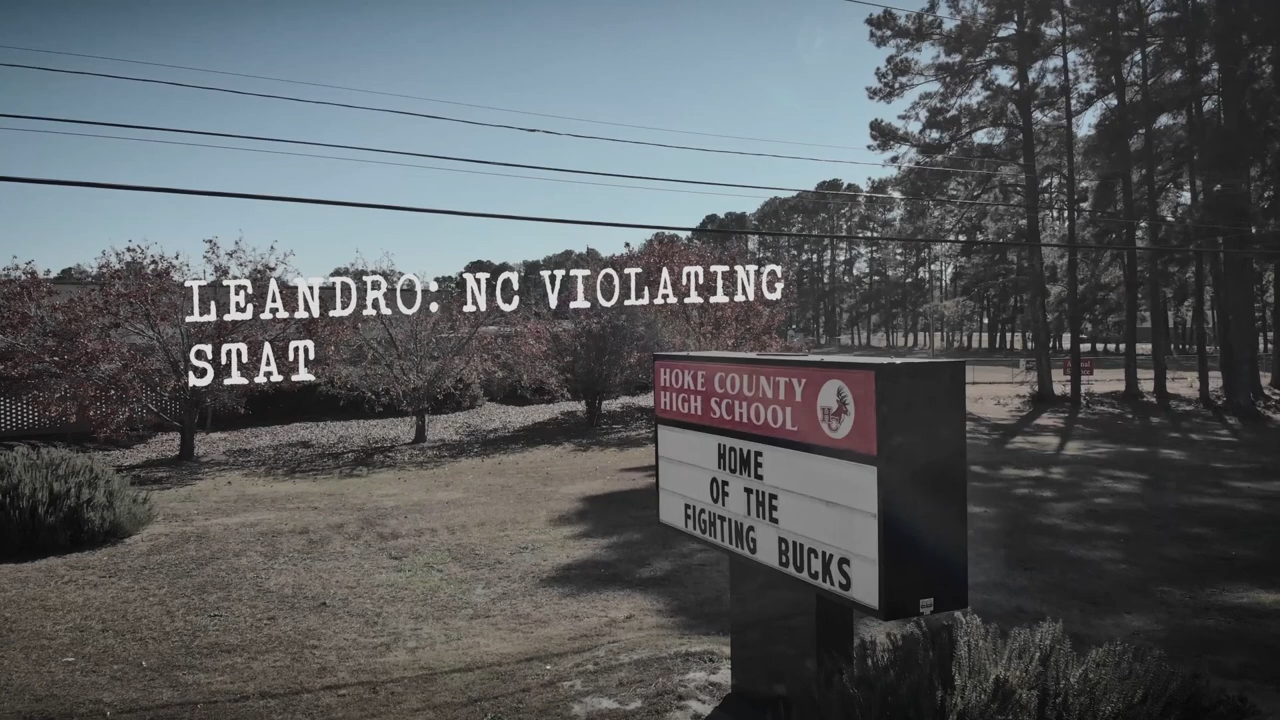 LEANDRO: NC VIOLATING
STAT
HOKE COUNTY
HIGH SCHOOL
HOME
OF THE
FIGHTING BUCKS